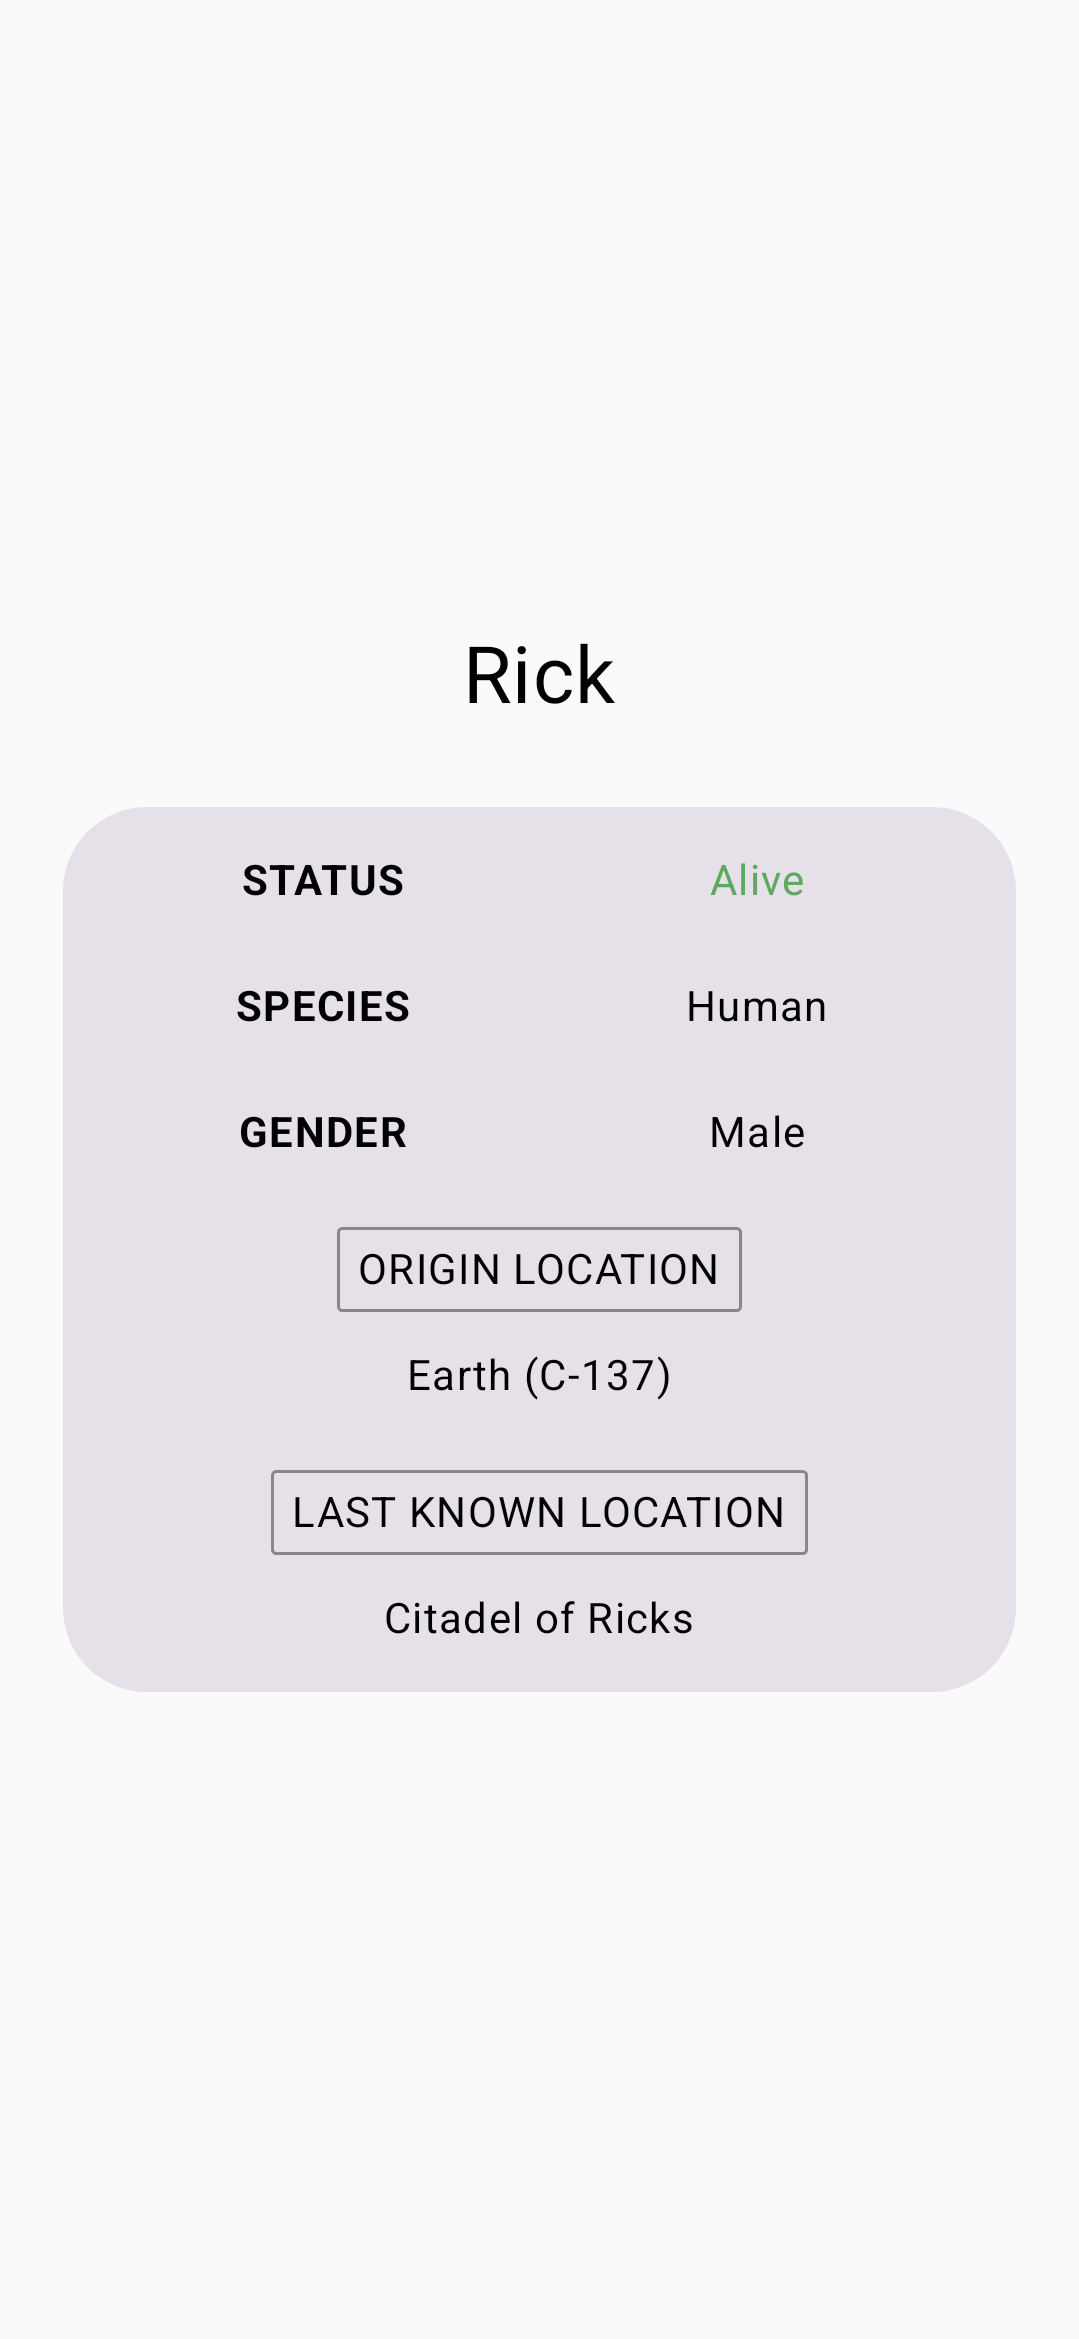 Rick
STATUS Alive
SPECIES Human
GENDER Male
ORIGIN LOCATION
Earth (C-137)
LAST KNOWN LOCATION
Citadel of Ricks